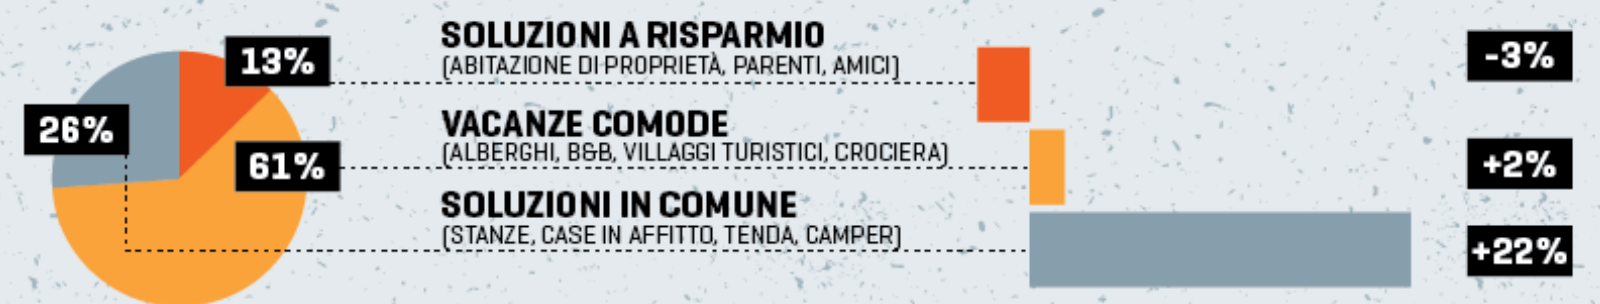 13%
26%
61%
SOLUZIONI A RISPARMIO
(ABITAZIONE DI PROPRIETÀ, PARENTI, AMICI)
-3%
VACANZE COMODE
(ALBERGHI, B&B, VILLAGGI TURISTICI, CROCIERA)
+2%
SOLUZIONI IN COMUNE
(STANZE, CASE IN AFFITTO, TENDA, CAMPER)
+22%